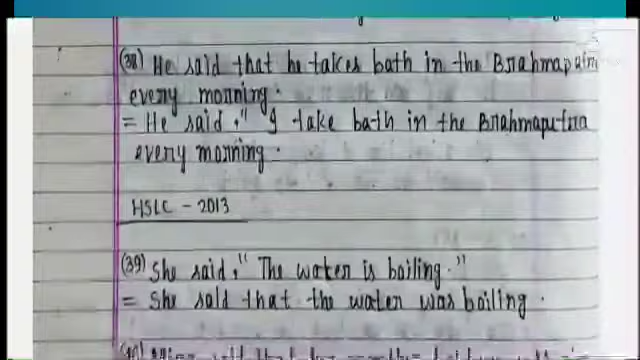 (38) He said that he takes bath in the Brahmaputra
every morning.
= He said, "I take bath in the Brahmaputra
every morning.
HSLC - 2013
(39) She said, "The water is boiling."
= She said that the water was boiling.